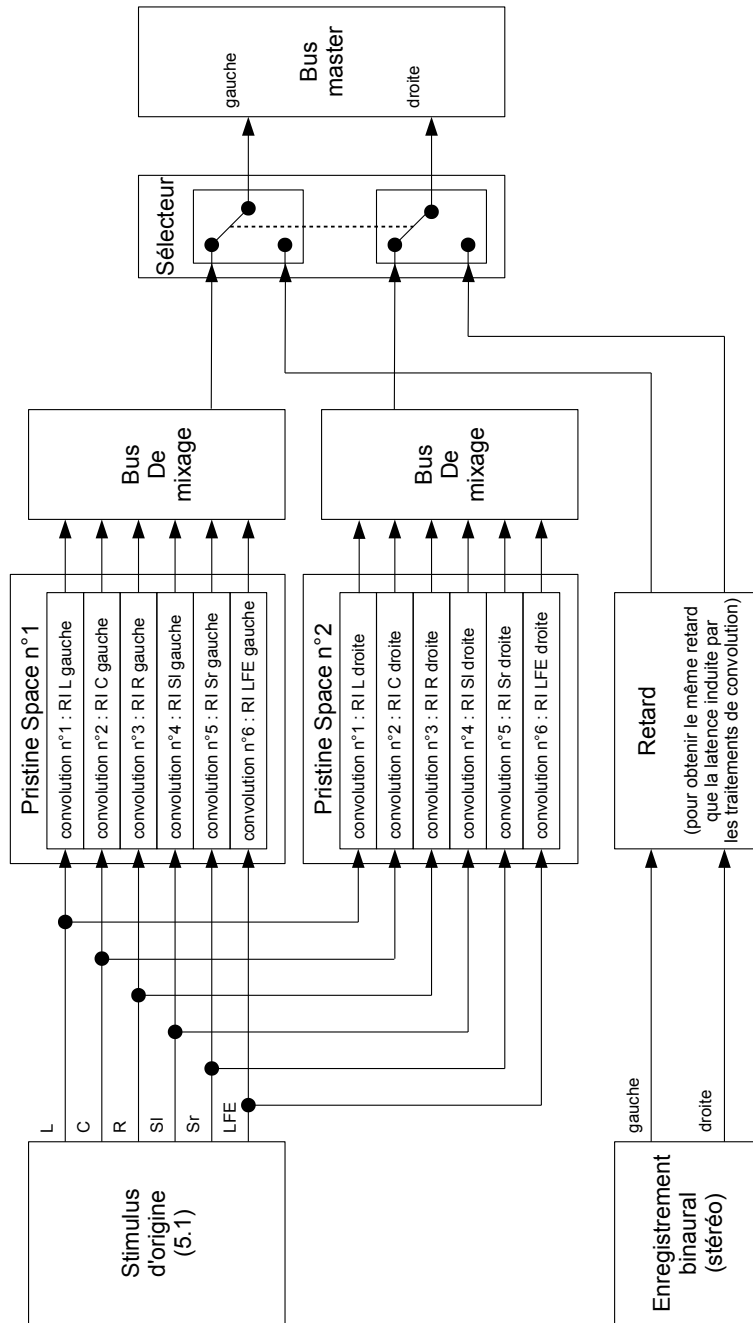 Stimulus
d'origine
(5.1)
L
C
R
Sl
Sr
LFE
Pristine Space n°1
convolution n°1 : RI L gauche
convolution n°2 : RI C gauche
convolution n°3 : RI R gauche
convolution n°4 : RI Sl gauche
convolution n°5 : RI Sr gauche
convolution n°6 : RI LFE gauche
Bus
De
mixage
Pristine Space n°2
convolution n°1 : RI L droite
convolution n°2 : RI C droite
convolution n°3 : RI R droite
convolution n°4 : RI Sl droite
convolution n°5 : RI Sr droite
convolution n°6 : RI LFE droite
Bus
De
mixage
Sélecteur
gauche
Bus
master
droite
Enregistrement
binaural
(stéréo)
gauche
droite
Retard
(pour obtenir le même retard
que la latence induite par
les traitements de convolution)